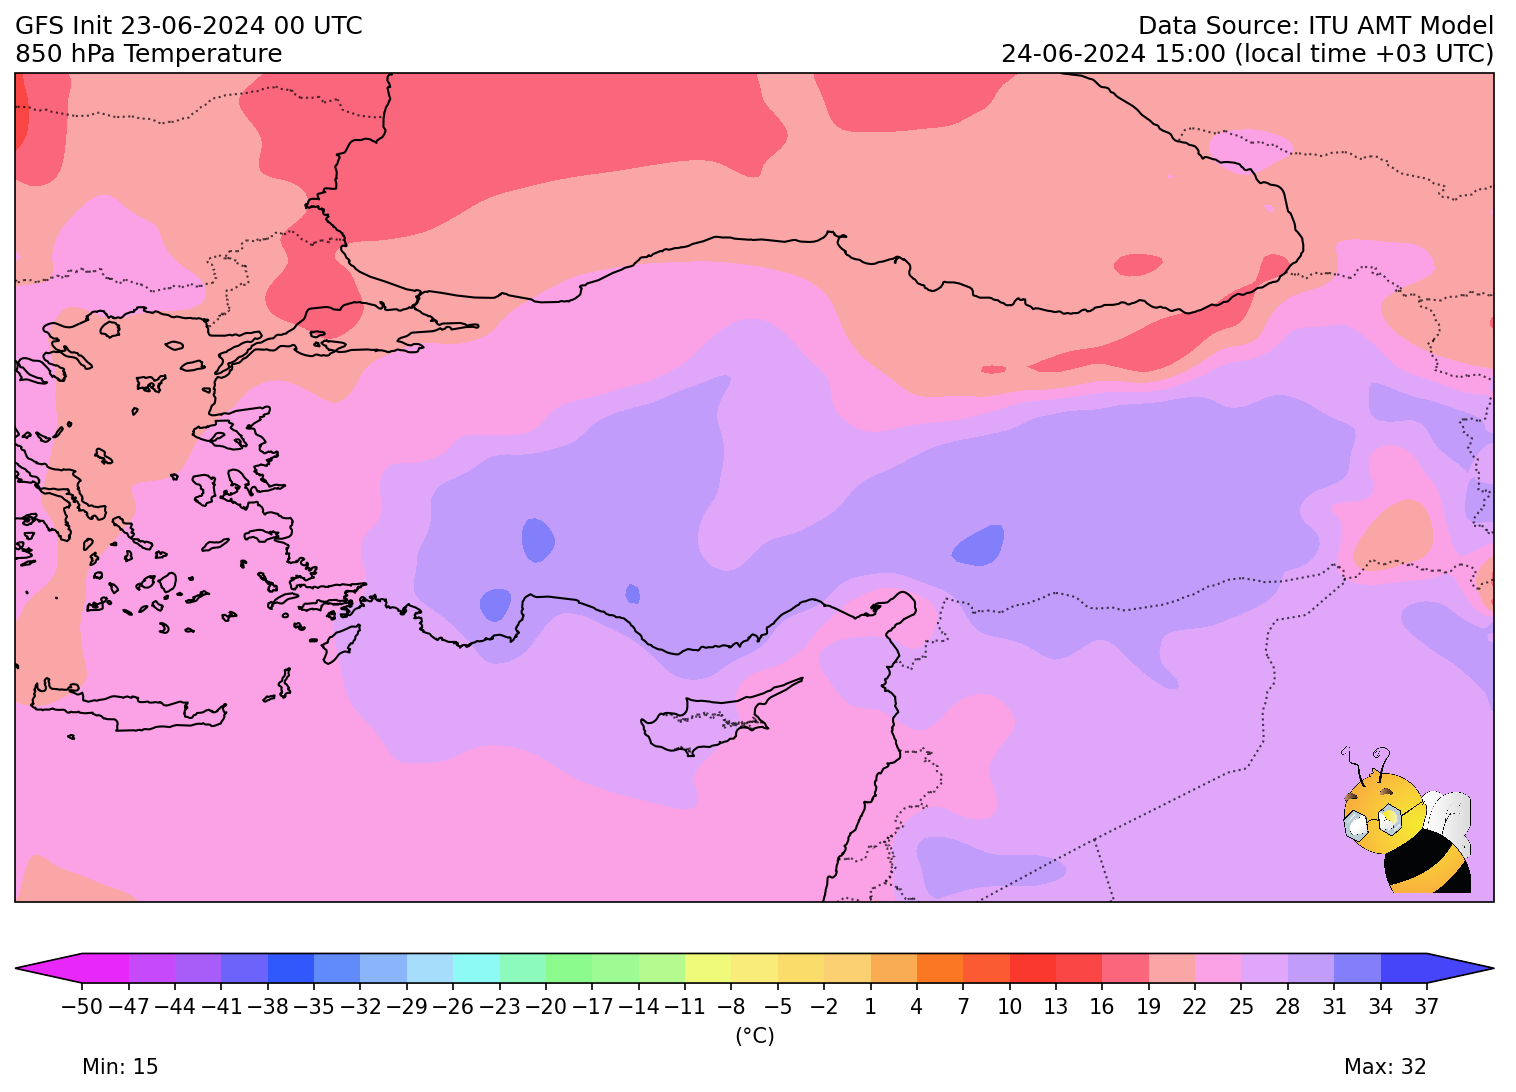 GFS Init 23-06-2024 00 UTC
850 hPa Temperature
Data Source: ITU AMT Model
24-06-2024 15:00 (local time +03 UTC)
−50 −47 −44 −41 −38 −35 −32 −29 −26 −23 −20 −17 −14 −11 −8 −5 −2 1 4 7 10 13 16 19 22 25 28 31 34 37
(°C)
Min: 15
Max: 32